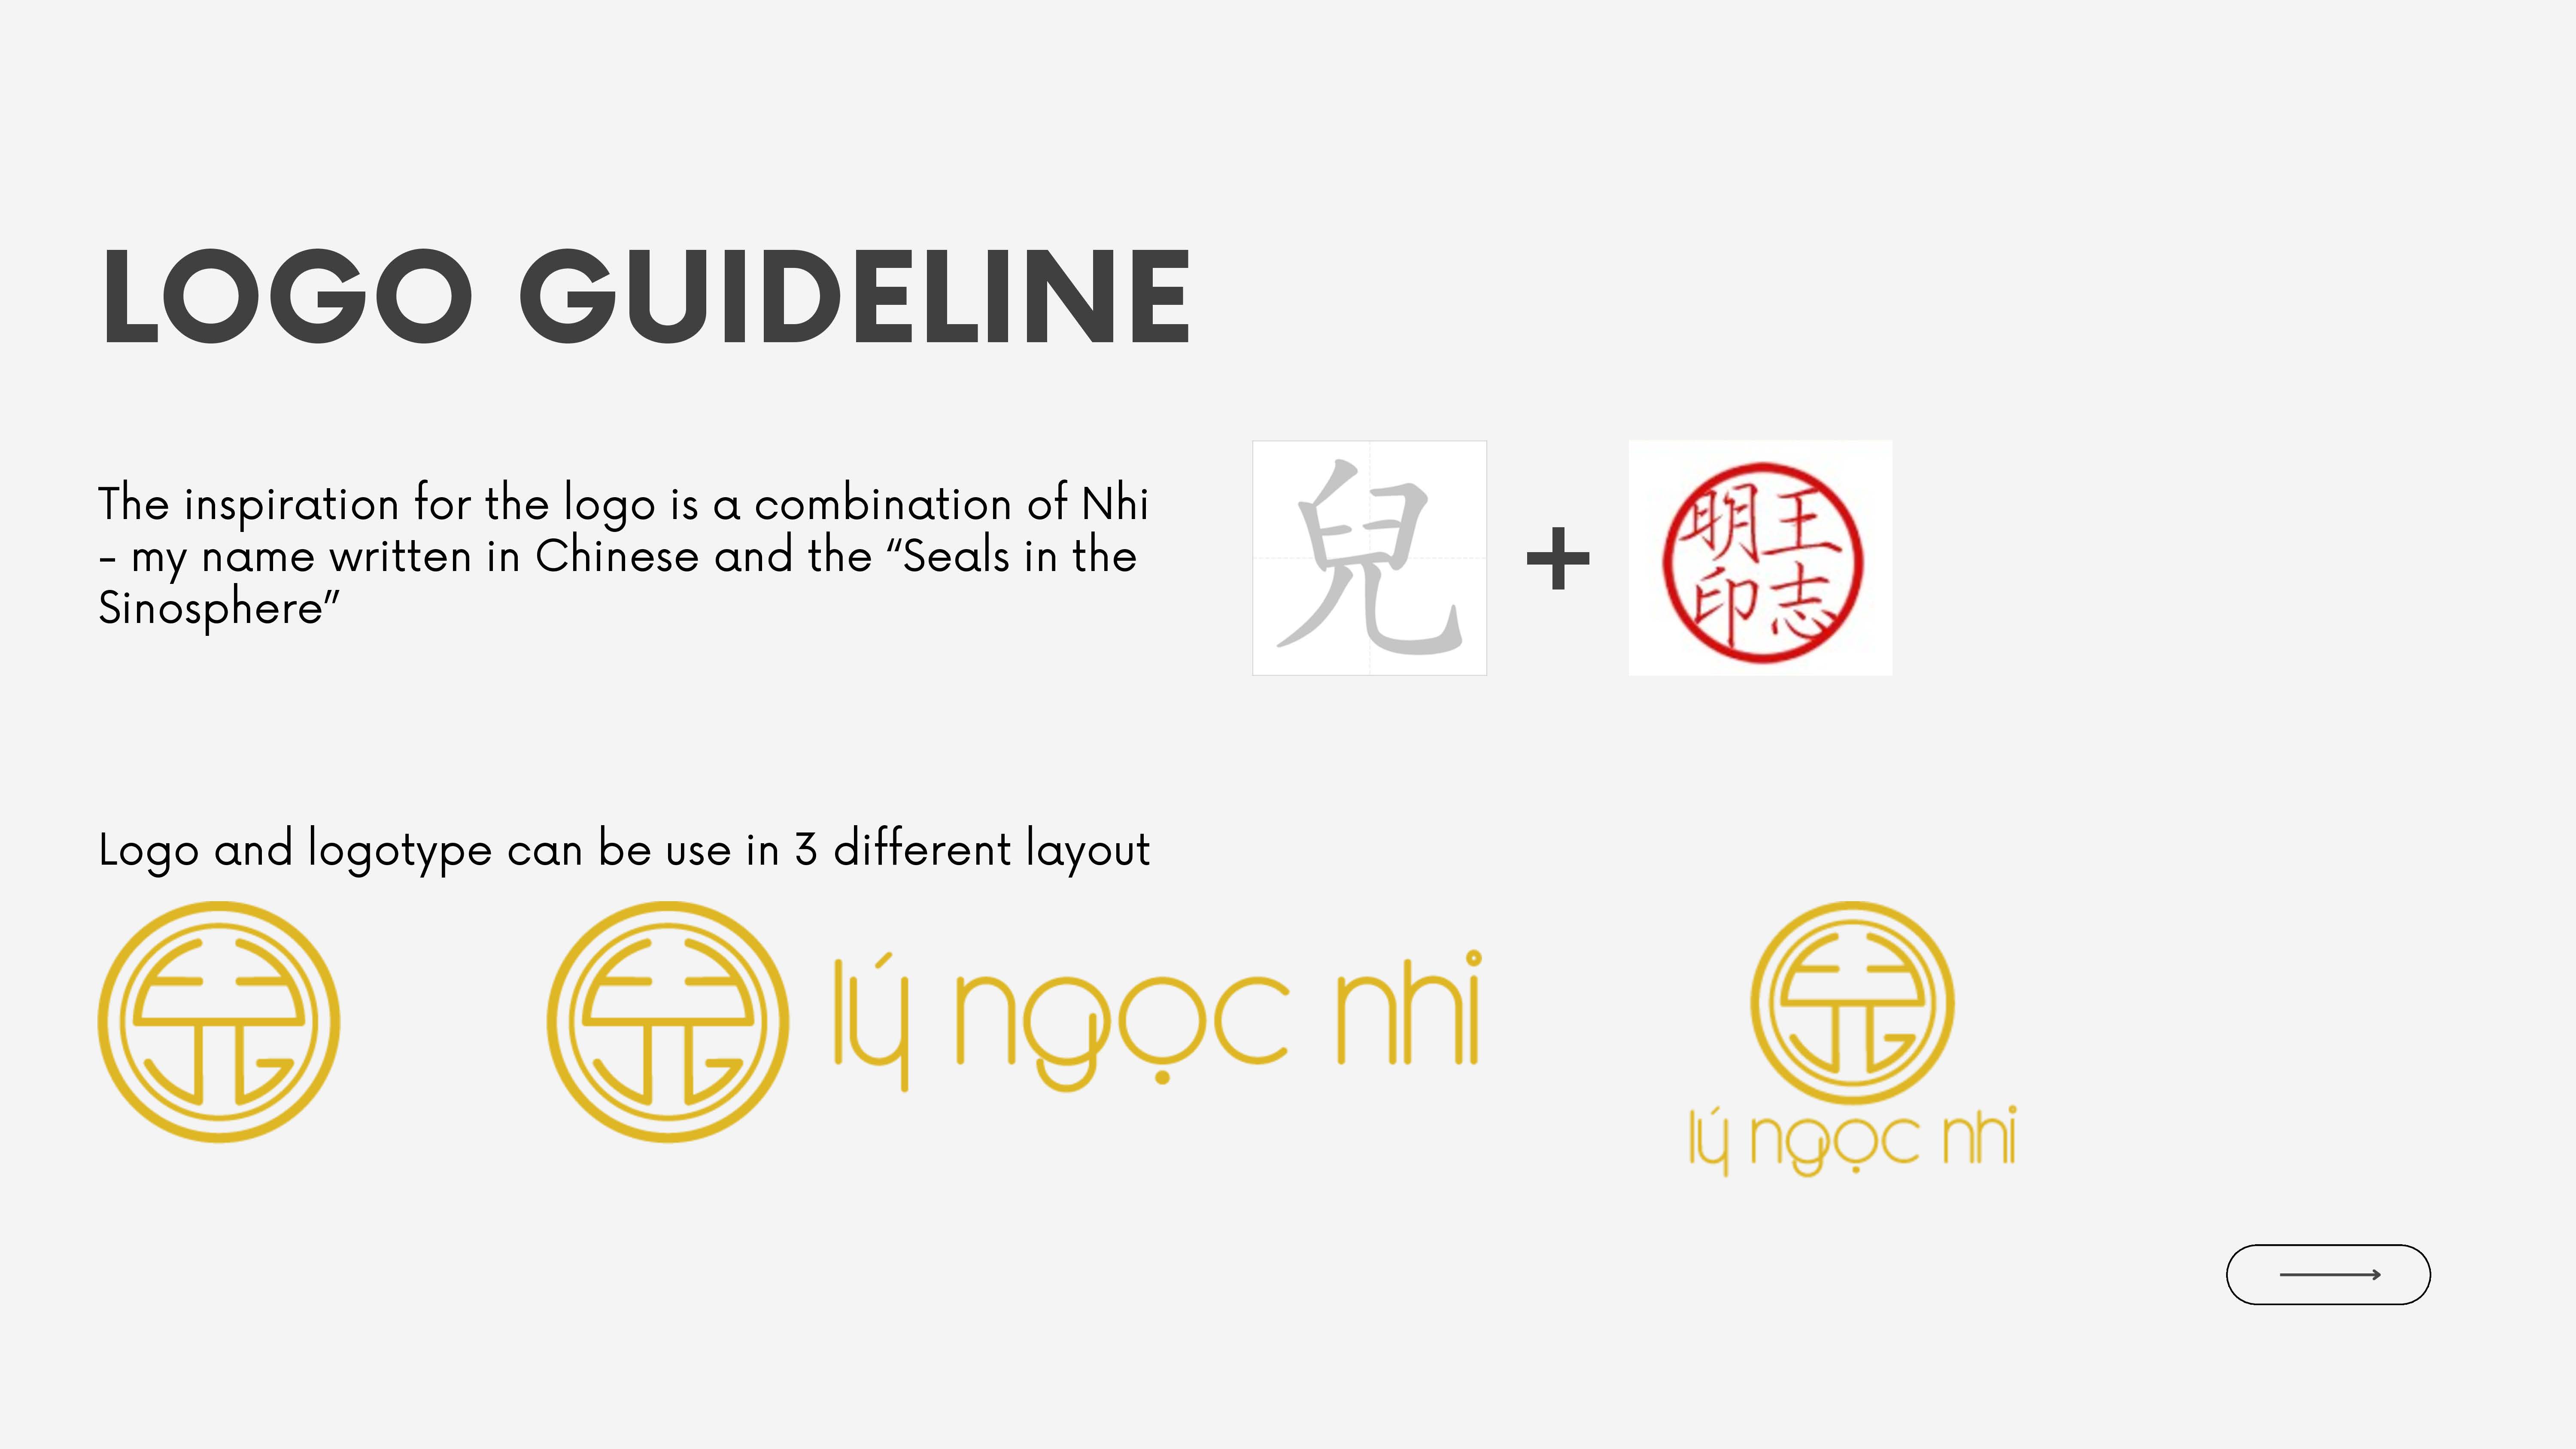 LOGO GUIDELINE
The inspiration for the logo is a combination of Nhi
- my name written in Chinese and the “Seals in the
Sinosphere”
兒
+
明王
印志
Logo and logotype can be use in 3 different layout
lý ngọc nhi
lý ngọc nhi